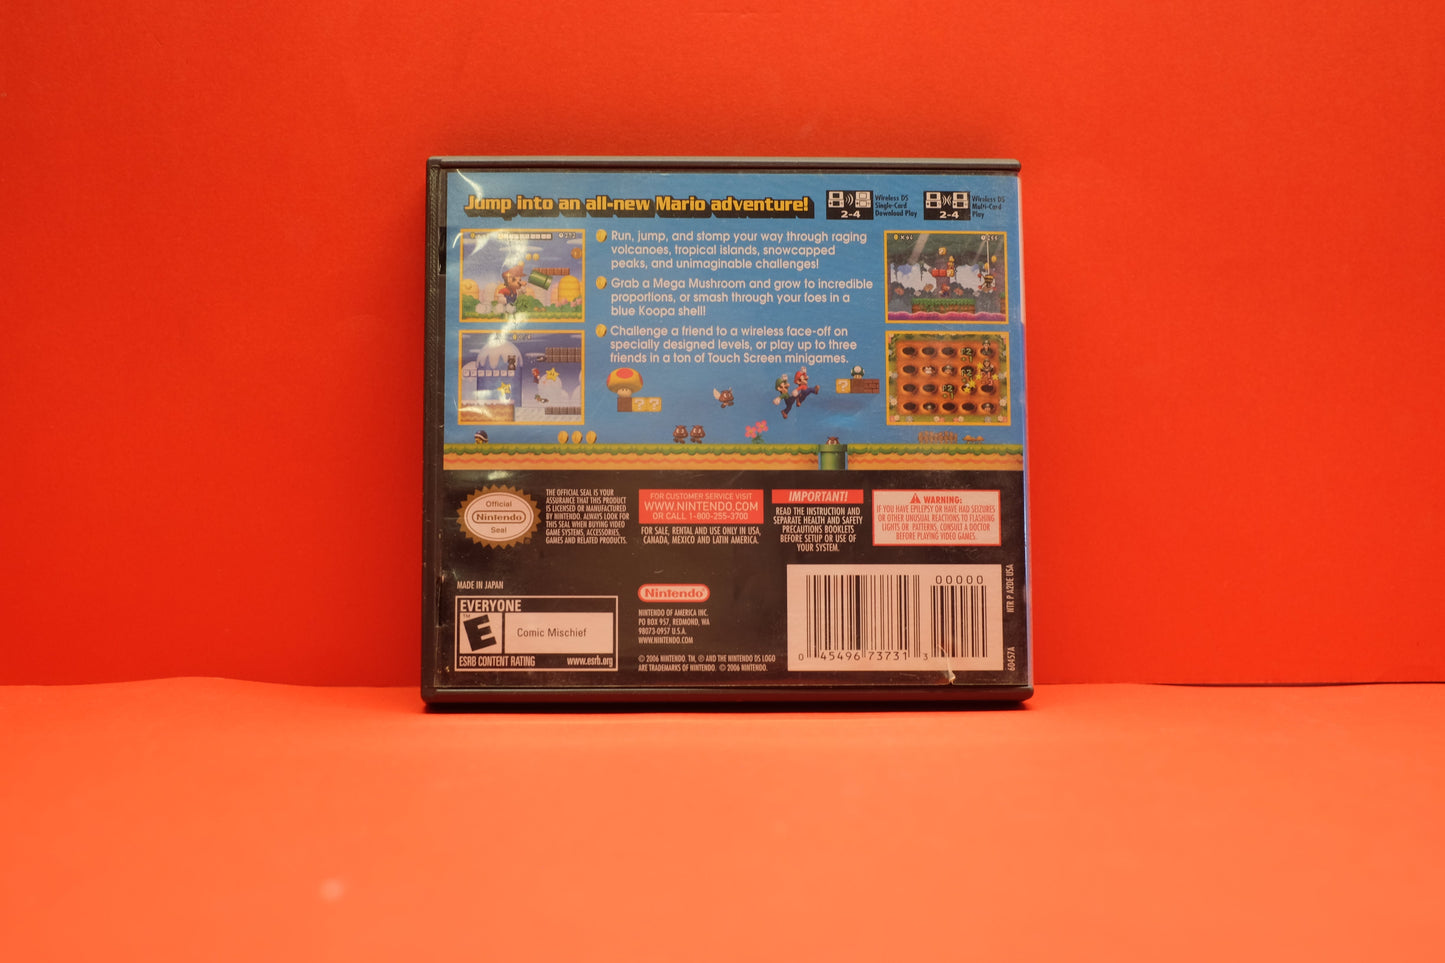 Jump into an all-new Mario adventure!
2-4
Wireless DS
Single-Card
Download Play
2-4
Wireless DS
Multi-Card
Play
Run, jump, and stomp your way through raging
volcanoes, tropical islands, snowcapped
peaks, and unimaginable challenges!
Grab a Mega Mushroom and grow to incredible
proportions, or smash through your foes in a
blue Koopa shell!
Challenge a friend to a wireless face-off on
specially designed levels, or play up to three
friends in a ton of Touch Screen minigames.
Official
Nintendo
Seal
THE OFFICIAL SEAL IS YOUR
ASSURANCE THAT THIS PRODUCT
IS LICENSED OR MANUFACTURED
BY NINTENDO. ALWAYS LOOK FOR
THIS SEAL WHEN BUYING VIDEO
GAME SYSTEMS, ACCESSORIES,
GAMES AND RELATED PRODUCTS.
FOR CUSTOMER SERVICE VISIT
WWW.NINTENDO.COM
OR CALL 1-800-255-3700
FOR SALE, RENTAL AND USE ONLY IN USA,
CANADA, MEXICO AND LATIN AMERICA.
IMPORTANT!
READ THE INSTRUCTION AND
SEPARATE HEALTH AND SAFETY
PRECAUTIONS BOOKLETS
BEFORE SETUP OR USE OF
YOUR SYSTEM.
WARNING:
IF YOU HAVE EPILEPSY OR HAVE HAD SEIZURES
OR OTHER UNUSUAL REACTIONS TO FLASHING
LIGHTS OR PATTERNS, CONSULT A DOCTOR
BEFORE PLAYING VIDEO GAMES.
MADE IN JAPAN
EVERYONE
E
TM
Comic Mischief
ESRB CONTENT RATING www.esrb.org
Nintendo®
NINTENDO OF AMERICA INC.
PO BOX 957, REDMOND, WA
98073-0957 U.S.A.
WWW.NINTENDO.COM
© 2006 NINTENDO. TM, ® AND THE NINTENDO DS LOGO
ARE TRADEMARKS OF NINTENDO. © 2006 NINTENDO.
00000
0 45496 73731 3
NTR P A2DE USA
60457A